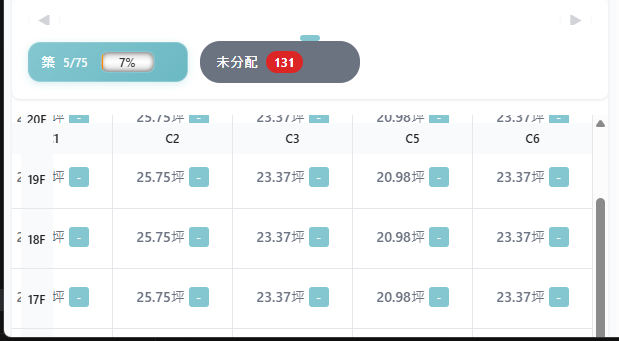 築 5/75 7% 未分配 131
20F 坪 - 25.75坪 - 23.37坪 - 20.98坪 - 23.37坪 -
C2 C3 C5 C6
19F 坪 - 25.75坪 - 23.37坪 - 20.98坪 - 23.37坪 -
18F 坪 - 25.75坪 - 23.37坪 - 20.98坪 - 23.37坪 -
17F 坪 - 25.75坪 - 23.37坪 - 20.98坪 - 23.37坪 -